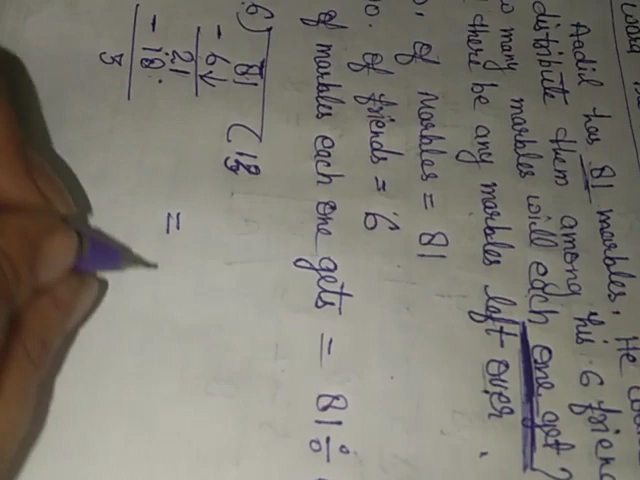 Aadil has 81 marbles. He
distribute them among his 6
many marbles will each one get?
there be any marbles left over.
of Marbles = 81
of friends = 6
of marbles each one gets = 81 ÷
6) 81 (13
- 6↓
21
- 18
3
=